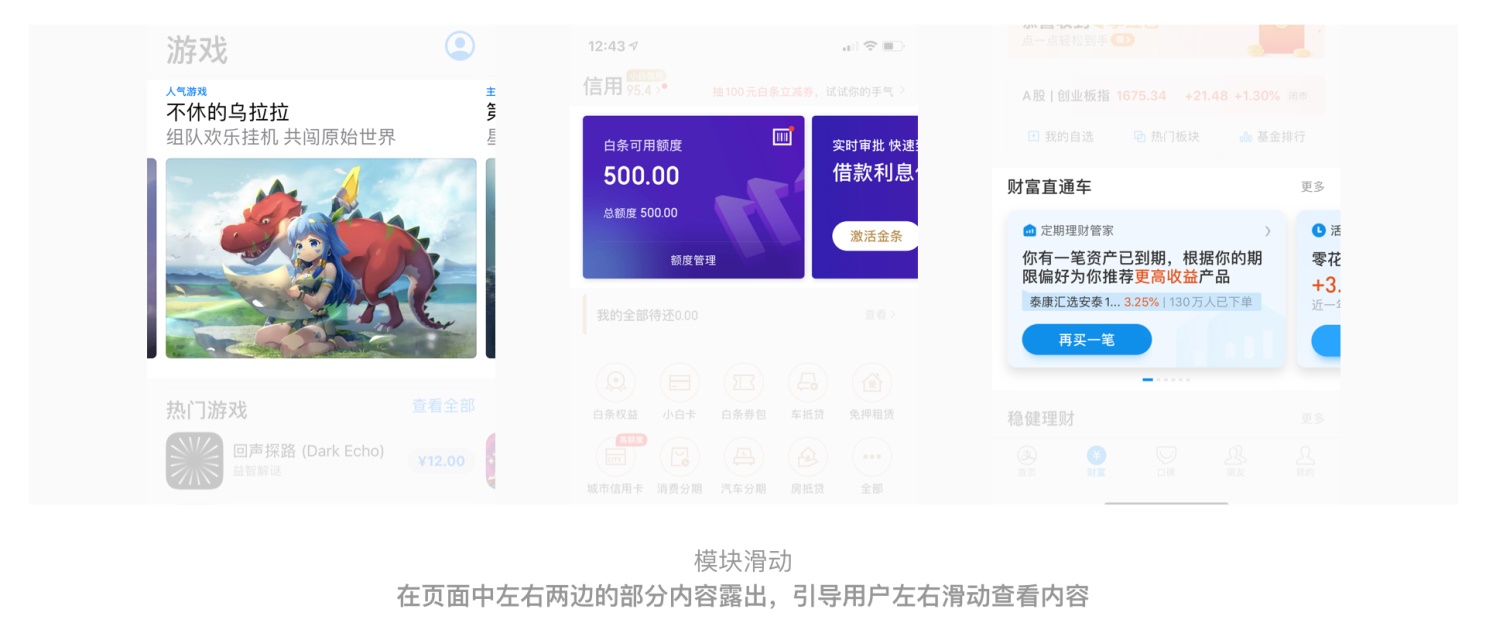 游戏
人气游戏
不休的乌拉拉
组队欢乐挂机 共闯原始世界
热门游戏
查看全部
回声探路 (Dark Echo)
益智解谜
¥12.00
12:43
信用
95.4
抽100元白条立减券，试试你的手气
白条可用额度
500.00
总额度 500.00
额度管理
实时审批 快速
借款利息
激活金条
我的全部待还0.00
查看
白条权益
小白卡
白条券包
车抵贷
免押租赁
城市信用卡
消费分期
汽车分期
房抵贷
全部
点一点轻松到手
A股 | 创业板指 1675.34 +21.48 +1.30%
我的自选
热门板块
基金排行
财富直通车
更多
定期理财管家
你有一笔资产已到期，根据你的期
限偏好为你推荐更高收益产品
泰康汇选安泰1... 3.25% | 130万人已下单
再买一笔
活
零花
+3.
近一年
稳健理财
更多
首页
财富
口碑
朋友
我的
模块滑动
在页面中左右两边的部分内容露出，引导用户左右滑动查看内容